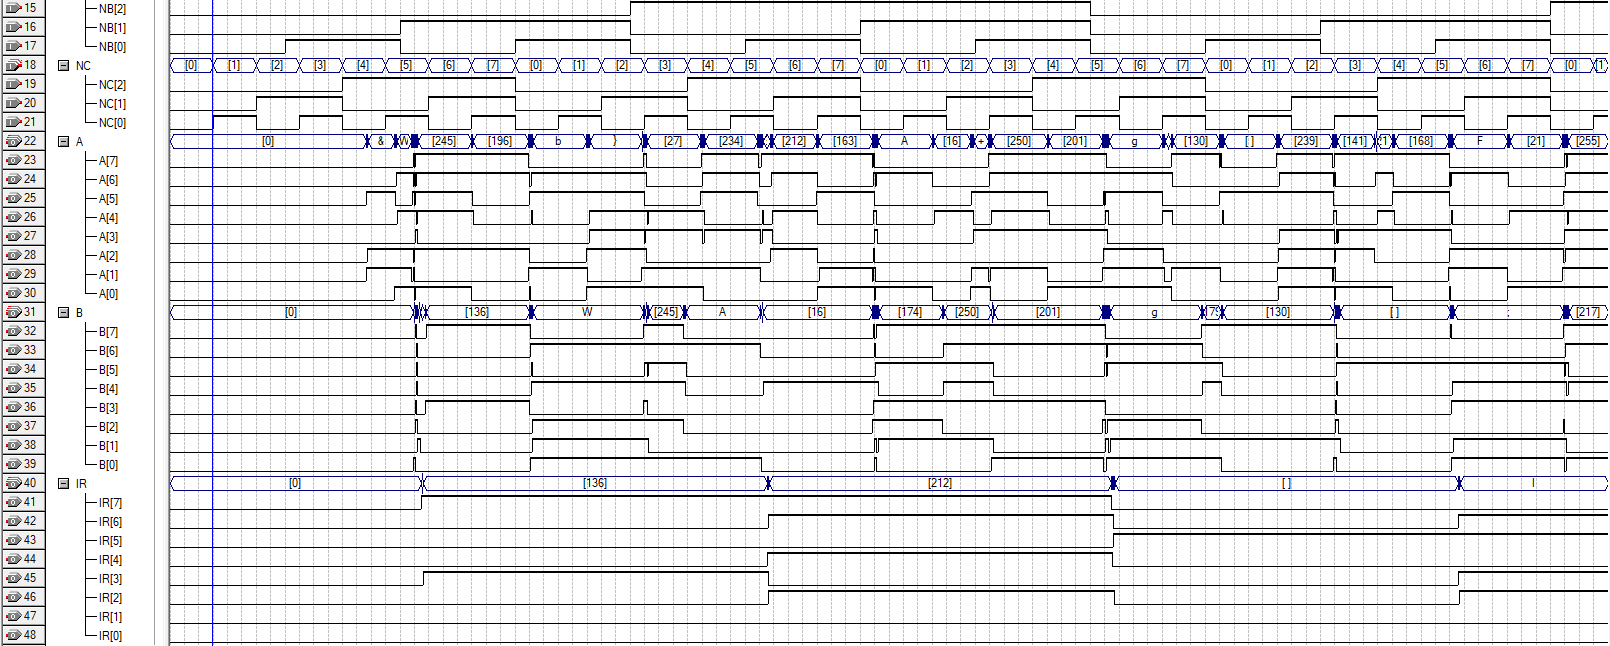 15 NB[2]
16 NB[1]
17 NB[0]
18 NC [0] [1] [2] [3] [4] [5] [6] [7] [0] [1] [2] [3] [4] [5] [6] [7] [0] [1] [2] [3] [4] [5] [6] [7] [0] [1] [2] [3] [4] [5] [6] [7] [0] [1]
19 NC[2]
20 NC[1]
21 NC[0]
22 A [0] & W [245] [196] b } [27] [234] [212] [163] A [16] + [250] [201] g [130] [ ] [239] [141] [168] F [21] [255]
23 A[7]
24 A[6]
25 A[5]
26 A[4]
27 A[3]
28 A[2]
29 A[1]
30 A[0]
31 B [0] [136] W [245] A [16] [174] [250] [201] g [130] [ ] ; [217]
32 B[7]
33 B[6]
34 B[5]
35 B[4]
36 B[3]
37 B[2]
38 B[1]
39 B[0]
40 IR [0] [136] [212] [ ] l
41 IR[7]
42 IR[6]
43 IR[5]
44 IR[4]
45 IR[3]
46 IR[2]
47 IR[1]
48 IR[0]